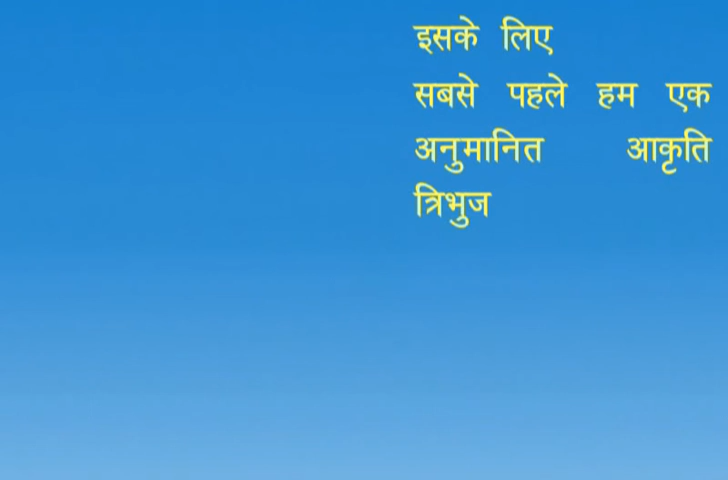 इसके लिए
सबसे पहले हम एक
अनुमानित आकृति
त्रिभुज